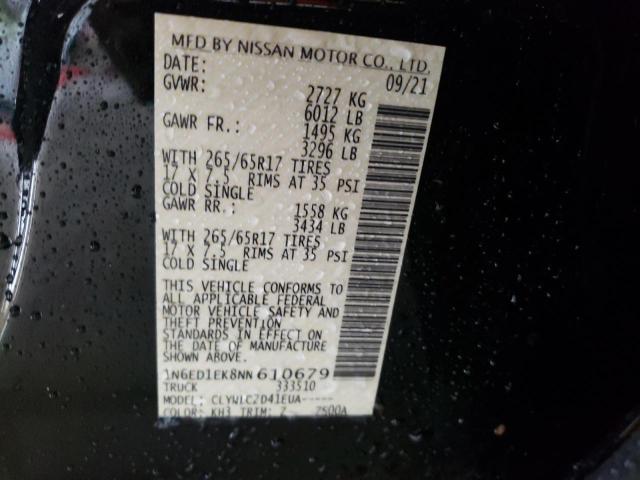 MFD BY NISSAN MOTOR CO., LTD.
DATE: 09/21
GVWR: 2727 KG
6012 LB
GAWR FR.: 1495 KG
3296 LB
WITH 265/65R17 TIRES
17 X 7.5 RIMS AT 35 PSI
COLD SINGLE
GAWR RR.: 1558 KG
3434 LB
WITH 265/65R17 TIRES
17 X 7.5 RIMS AT 35 PSI
COLD SINGLE
THIS VEHICLE CONFORMS TO
ALL APPLICABLE FEDERAL
MOTOR VEHICLE SAFETY AND
THEFT PREVENTION
STANDARDS IN EFFECT ON
THE DATE OF MANUFACTURE
SHOWN ABOVE.
1N6ED1EK8NN610679
TRUCK 333510
MODEL: CLYWLC2D41EUA-----
COLOR: KH3 TRIM: Z 7500A